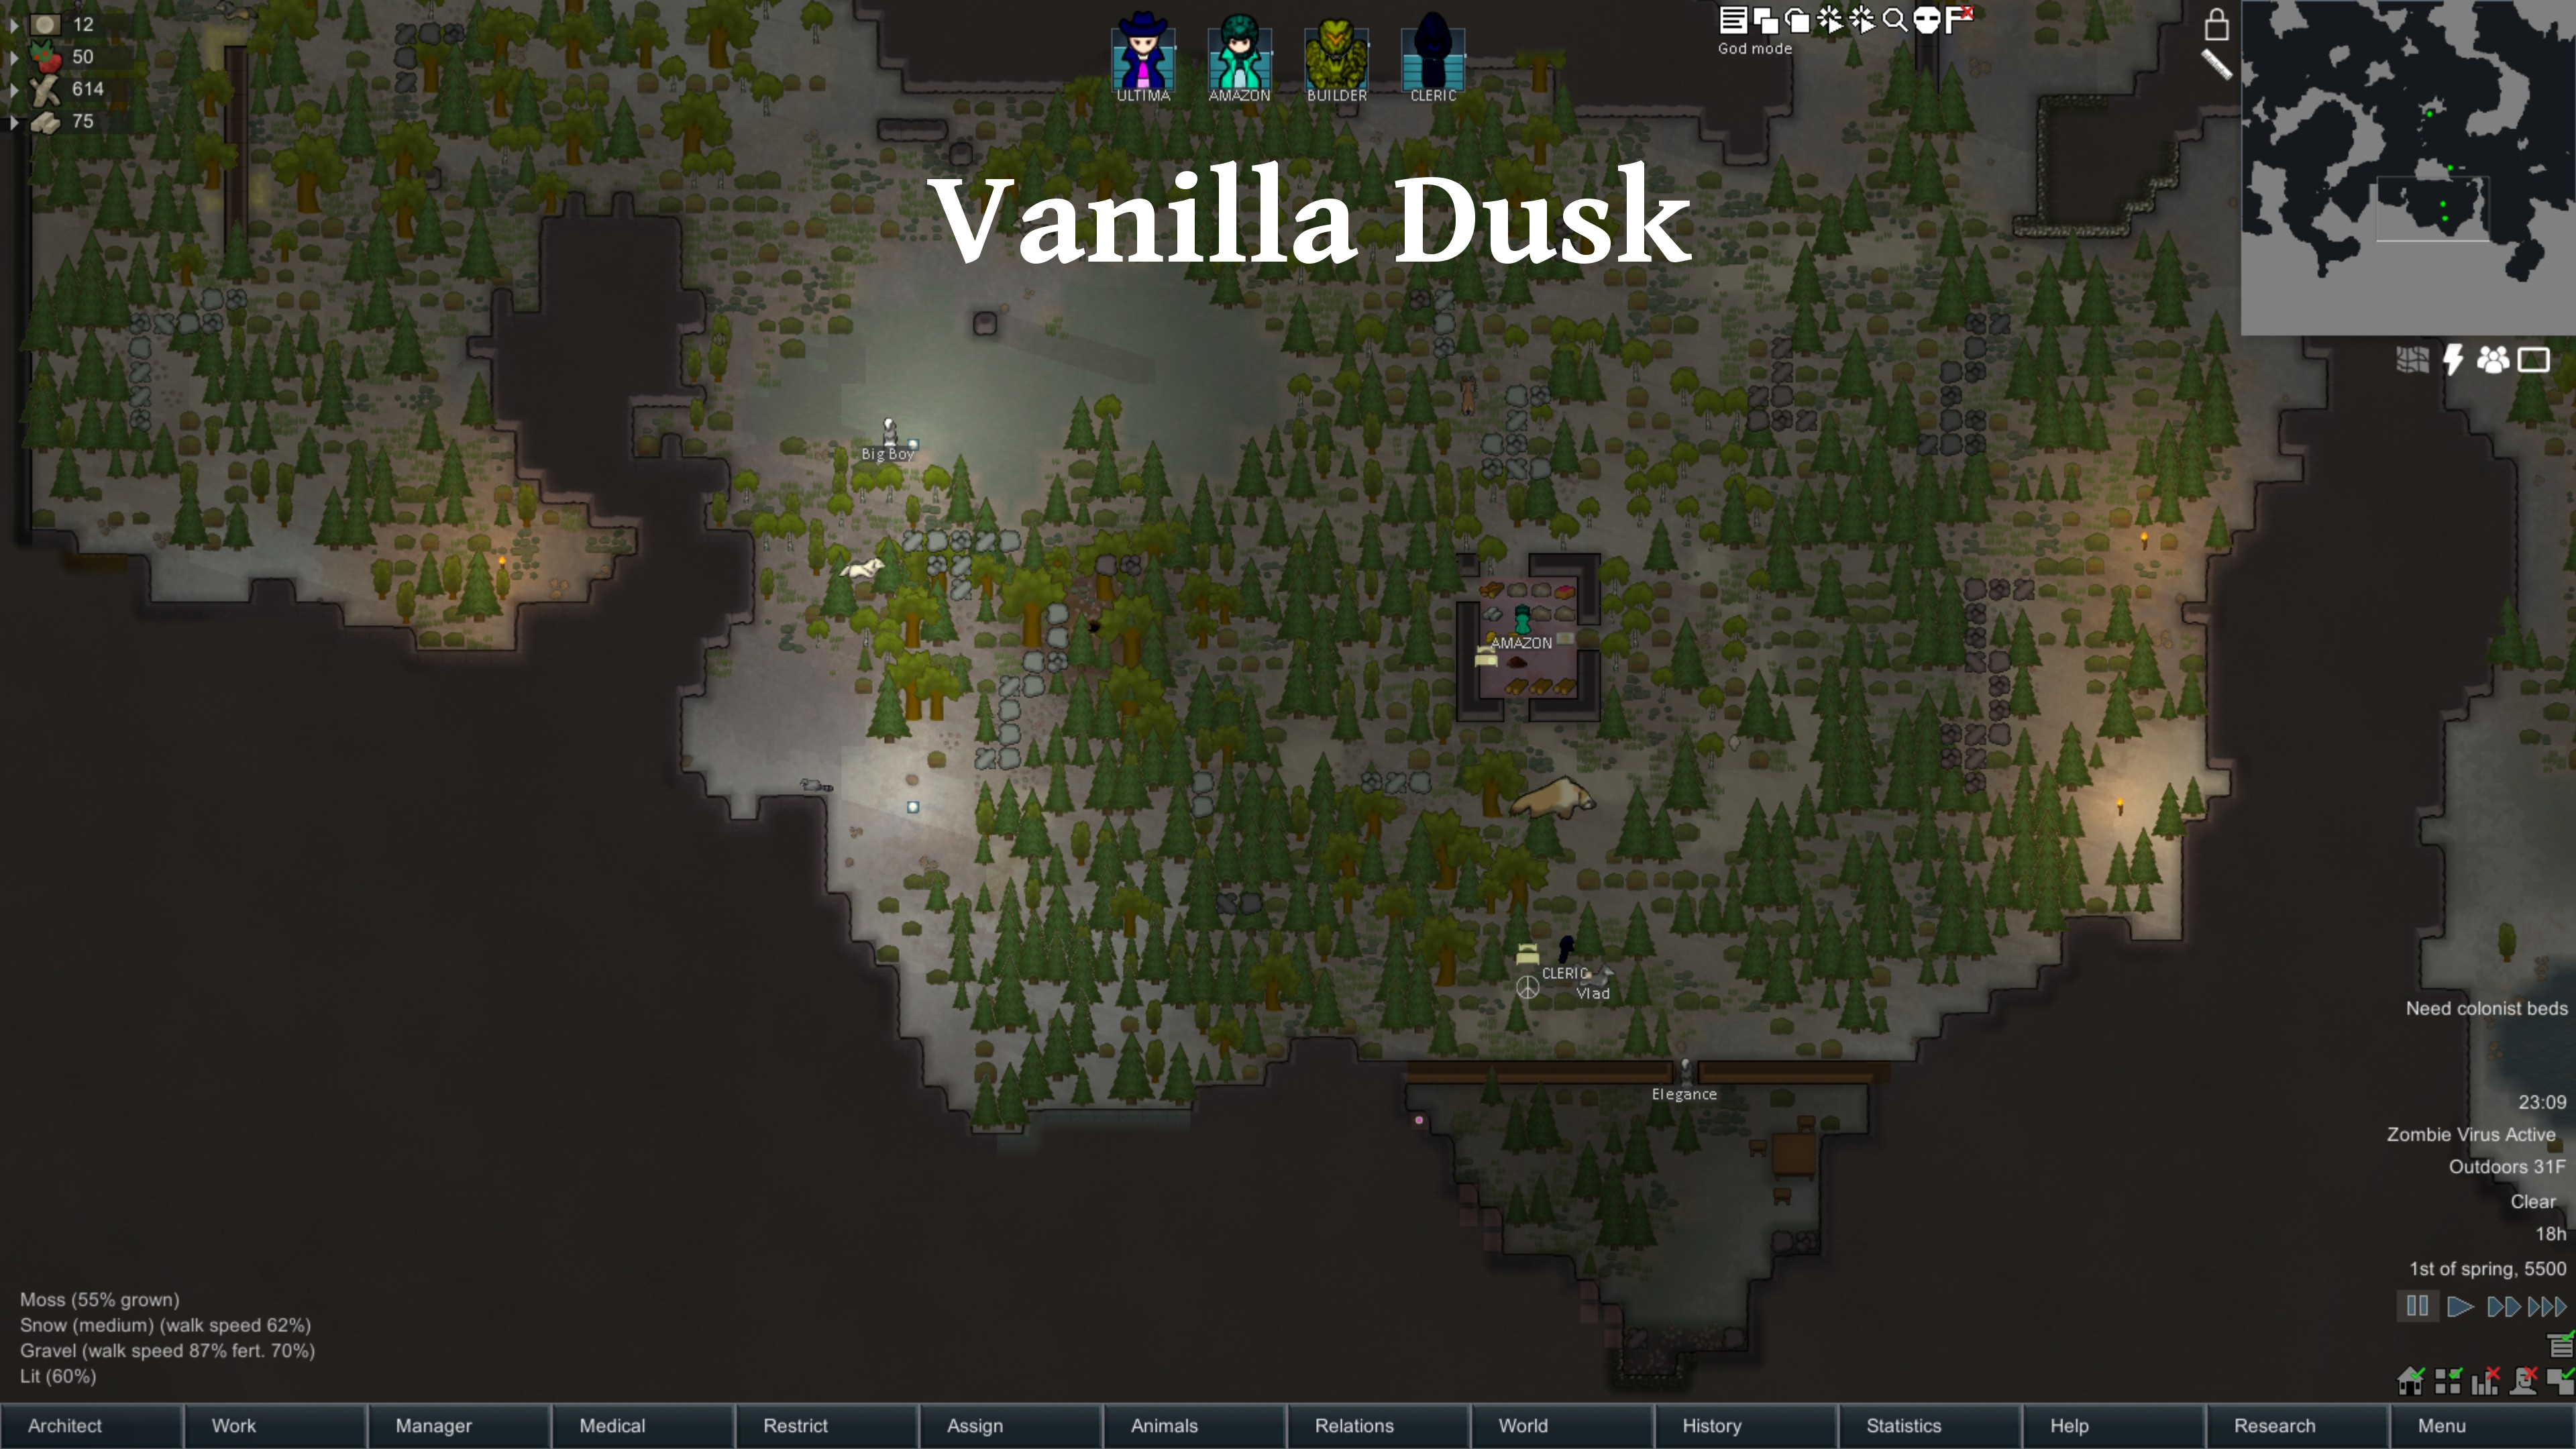 12
50
614
75
ULTIMA
AMAZON
BUILDER
CLERIC
God mode
Vanilla Dusk
Big Boy
AMAZON
CLERIC
Vlad
Elegance
Need colonist beds
23:09
Zombie Virus Active
Outdoors 31F
Clear
18h
1st of spring, 5500
Moss (55% grown)
Snow (medium) (walk speed 62%)
Gravel (walk speed 87% fert. 70%)
Lit (60%)
Architect Work Manager Medical Restrict Assign Animals Relations World History Statistics Help Research Menu